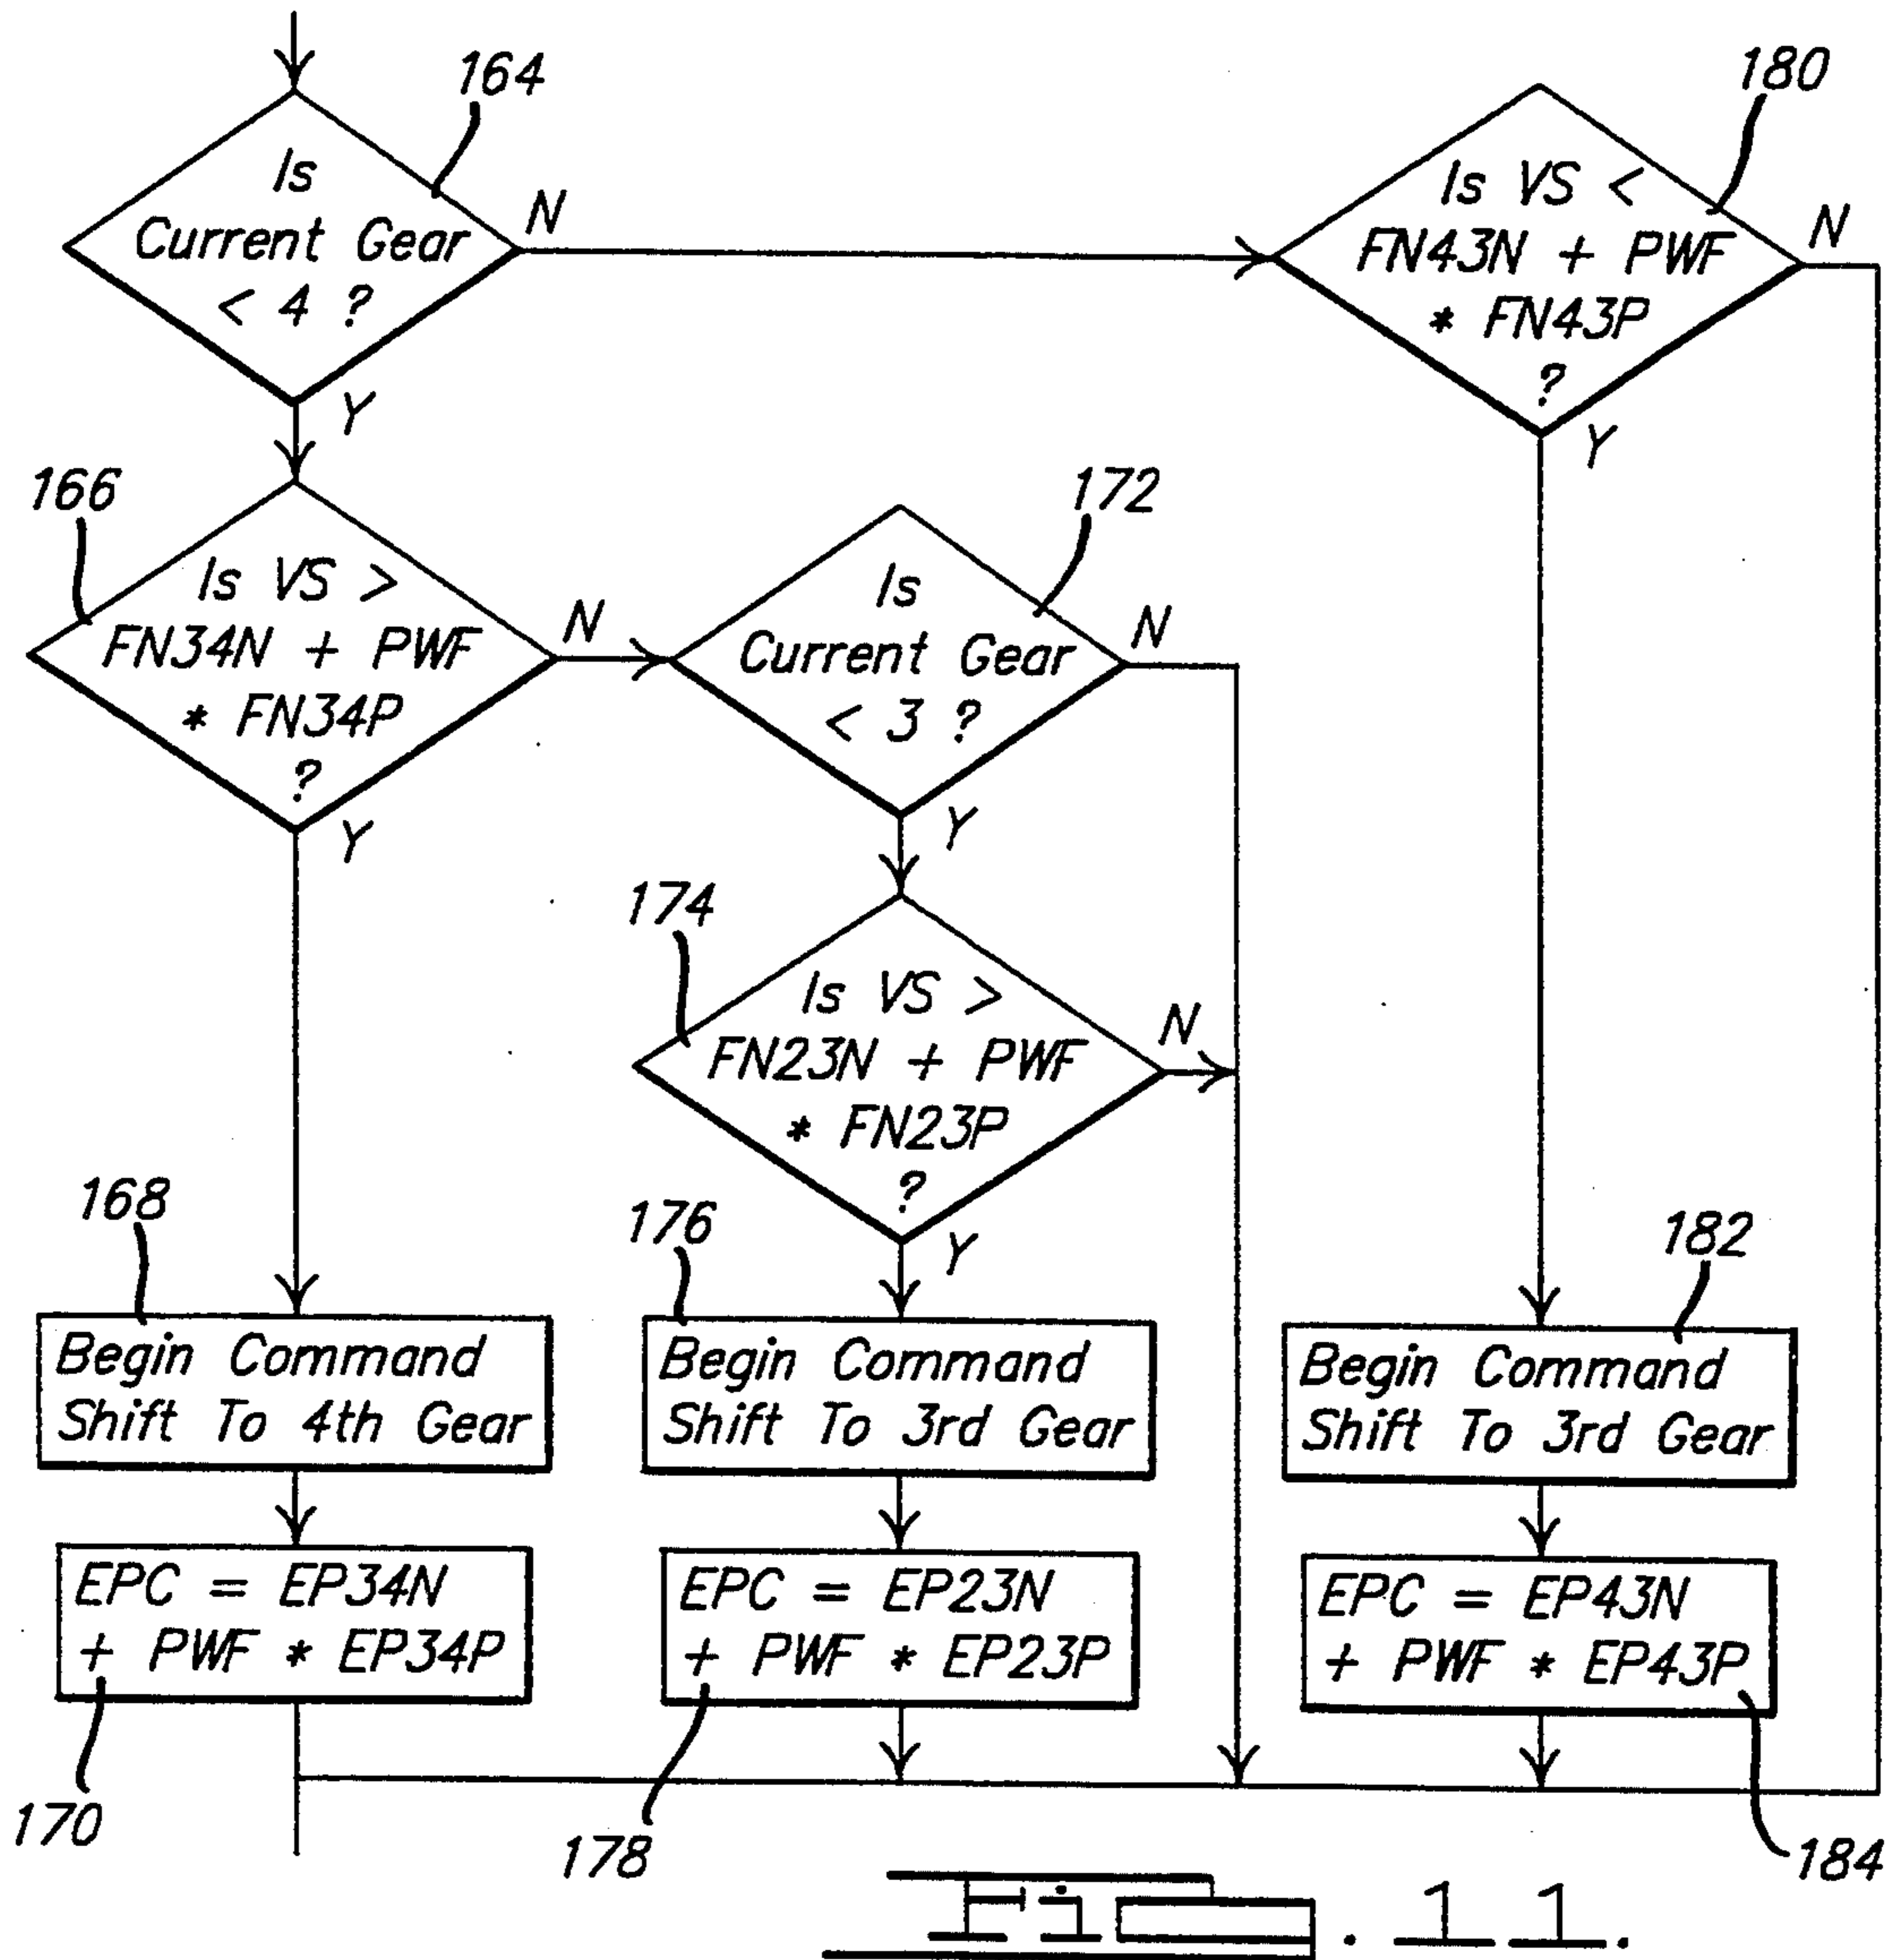 164
Is
Current Gear
< 4 ?
N
Y
180
Is VS <
FN43N + PWF
* FN43P
?
N
Y
166
Is VS >
FN34N + PWF
* FN34P
?
N
Y
172
Is
Current Gear
< 3 ?
N
Y
174
Is VS >
FN23N + PWF
* FN23P
?
N
Y
168
Begin Command
Shift To 4th Gear
176
Begin Command
Shift To 3rd Gear
182
Begin Command
Shift To 3rd Gear
EPC = EP34N
+ PWF * EP34P
170
EPC = EP23N
+ PWF * EP23P
178
EPC = EP43N
+ PWF * EP43P
184
Fig. 11.